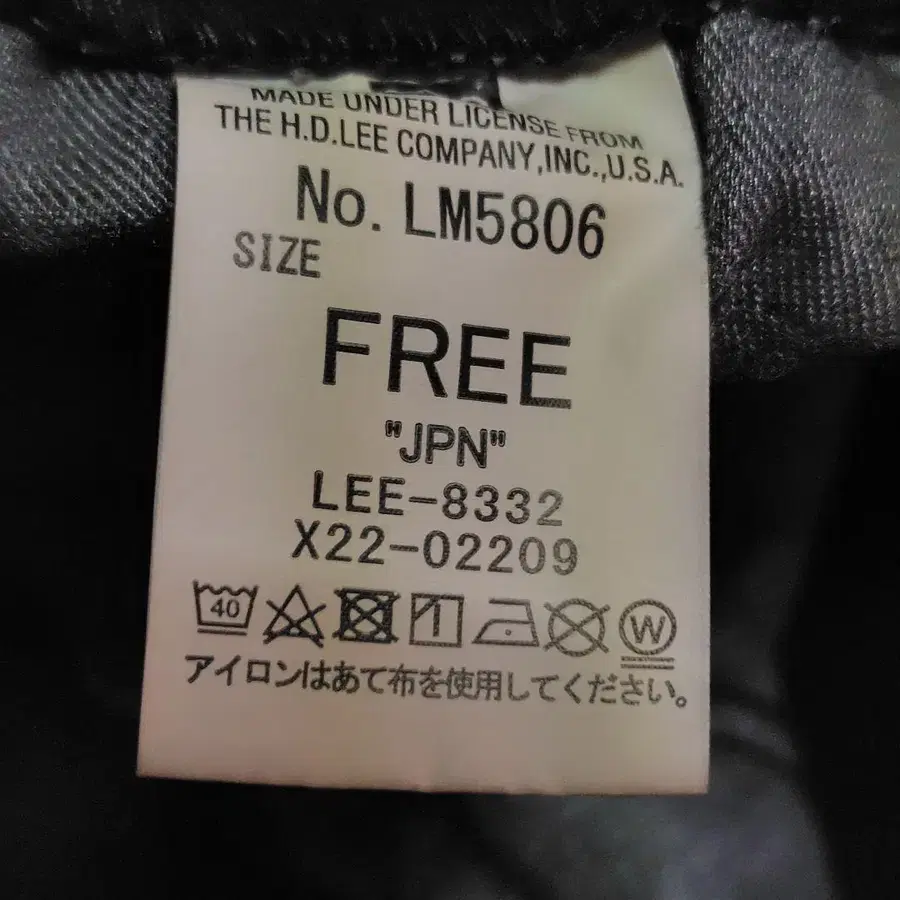 MADE UNDER LICENSE FROM
THE H.D.LEE COMPANY,INC.,U.S.A.
No. LM5806
SIZE
FREE
"JPN"
LEE-8332
X22-02209
40 W
アイロンはあて布を使用してください。